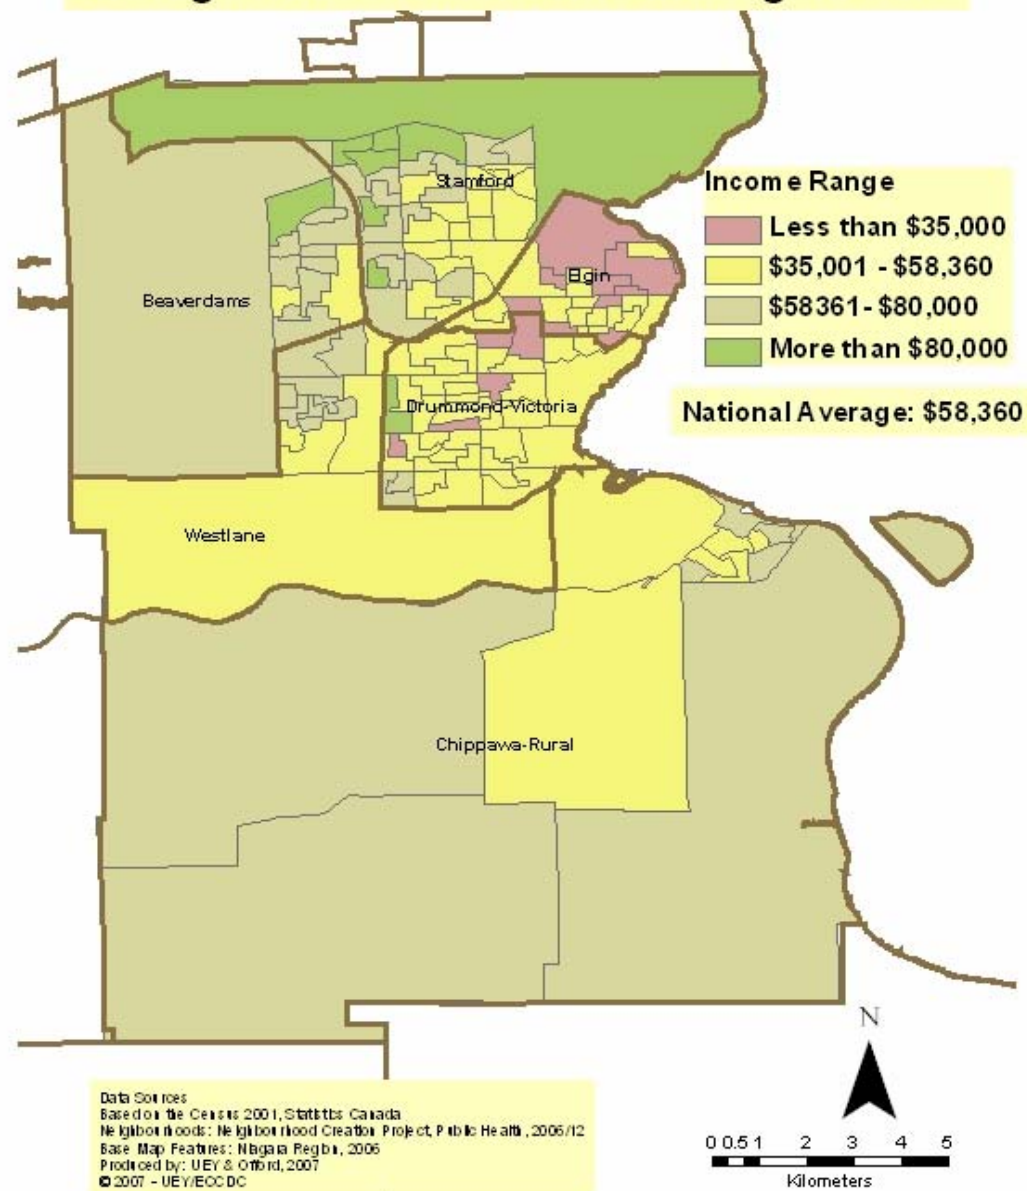 Stamford
Income Range
Less than $35,000
$35,001 - $58,360
$58361 - $80,000
More than $80,000
Elgin
Beaverdams
Drummond-Victoria
National Average: $58,360
Westlane
Chippawa-Rural
N
Data Sources
Based on the Census 2001, Statistics Canada
Neighbourhoods: Neighbourhood Creation Project, Public Health, 2006/12
Base Map Features: Niagara Region, 2006
Produced by: UEY & Offord, 2007
© 2007 - UEY/ECCDC
0 0.5 1 2 3 4 5
Kilometers